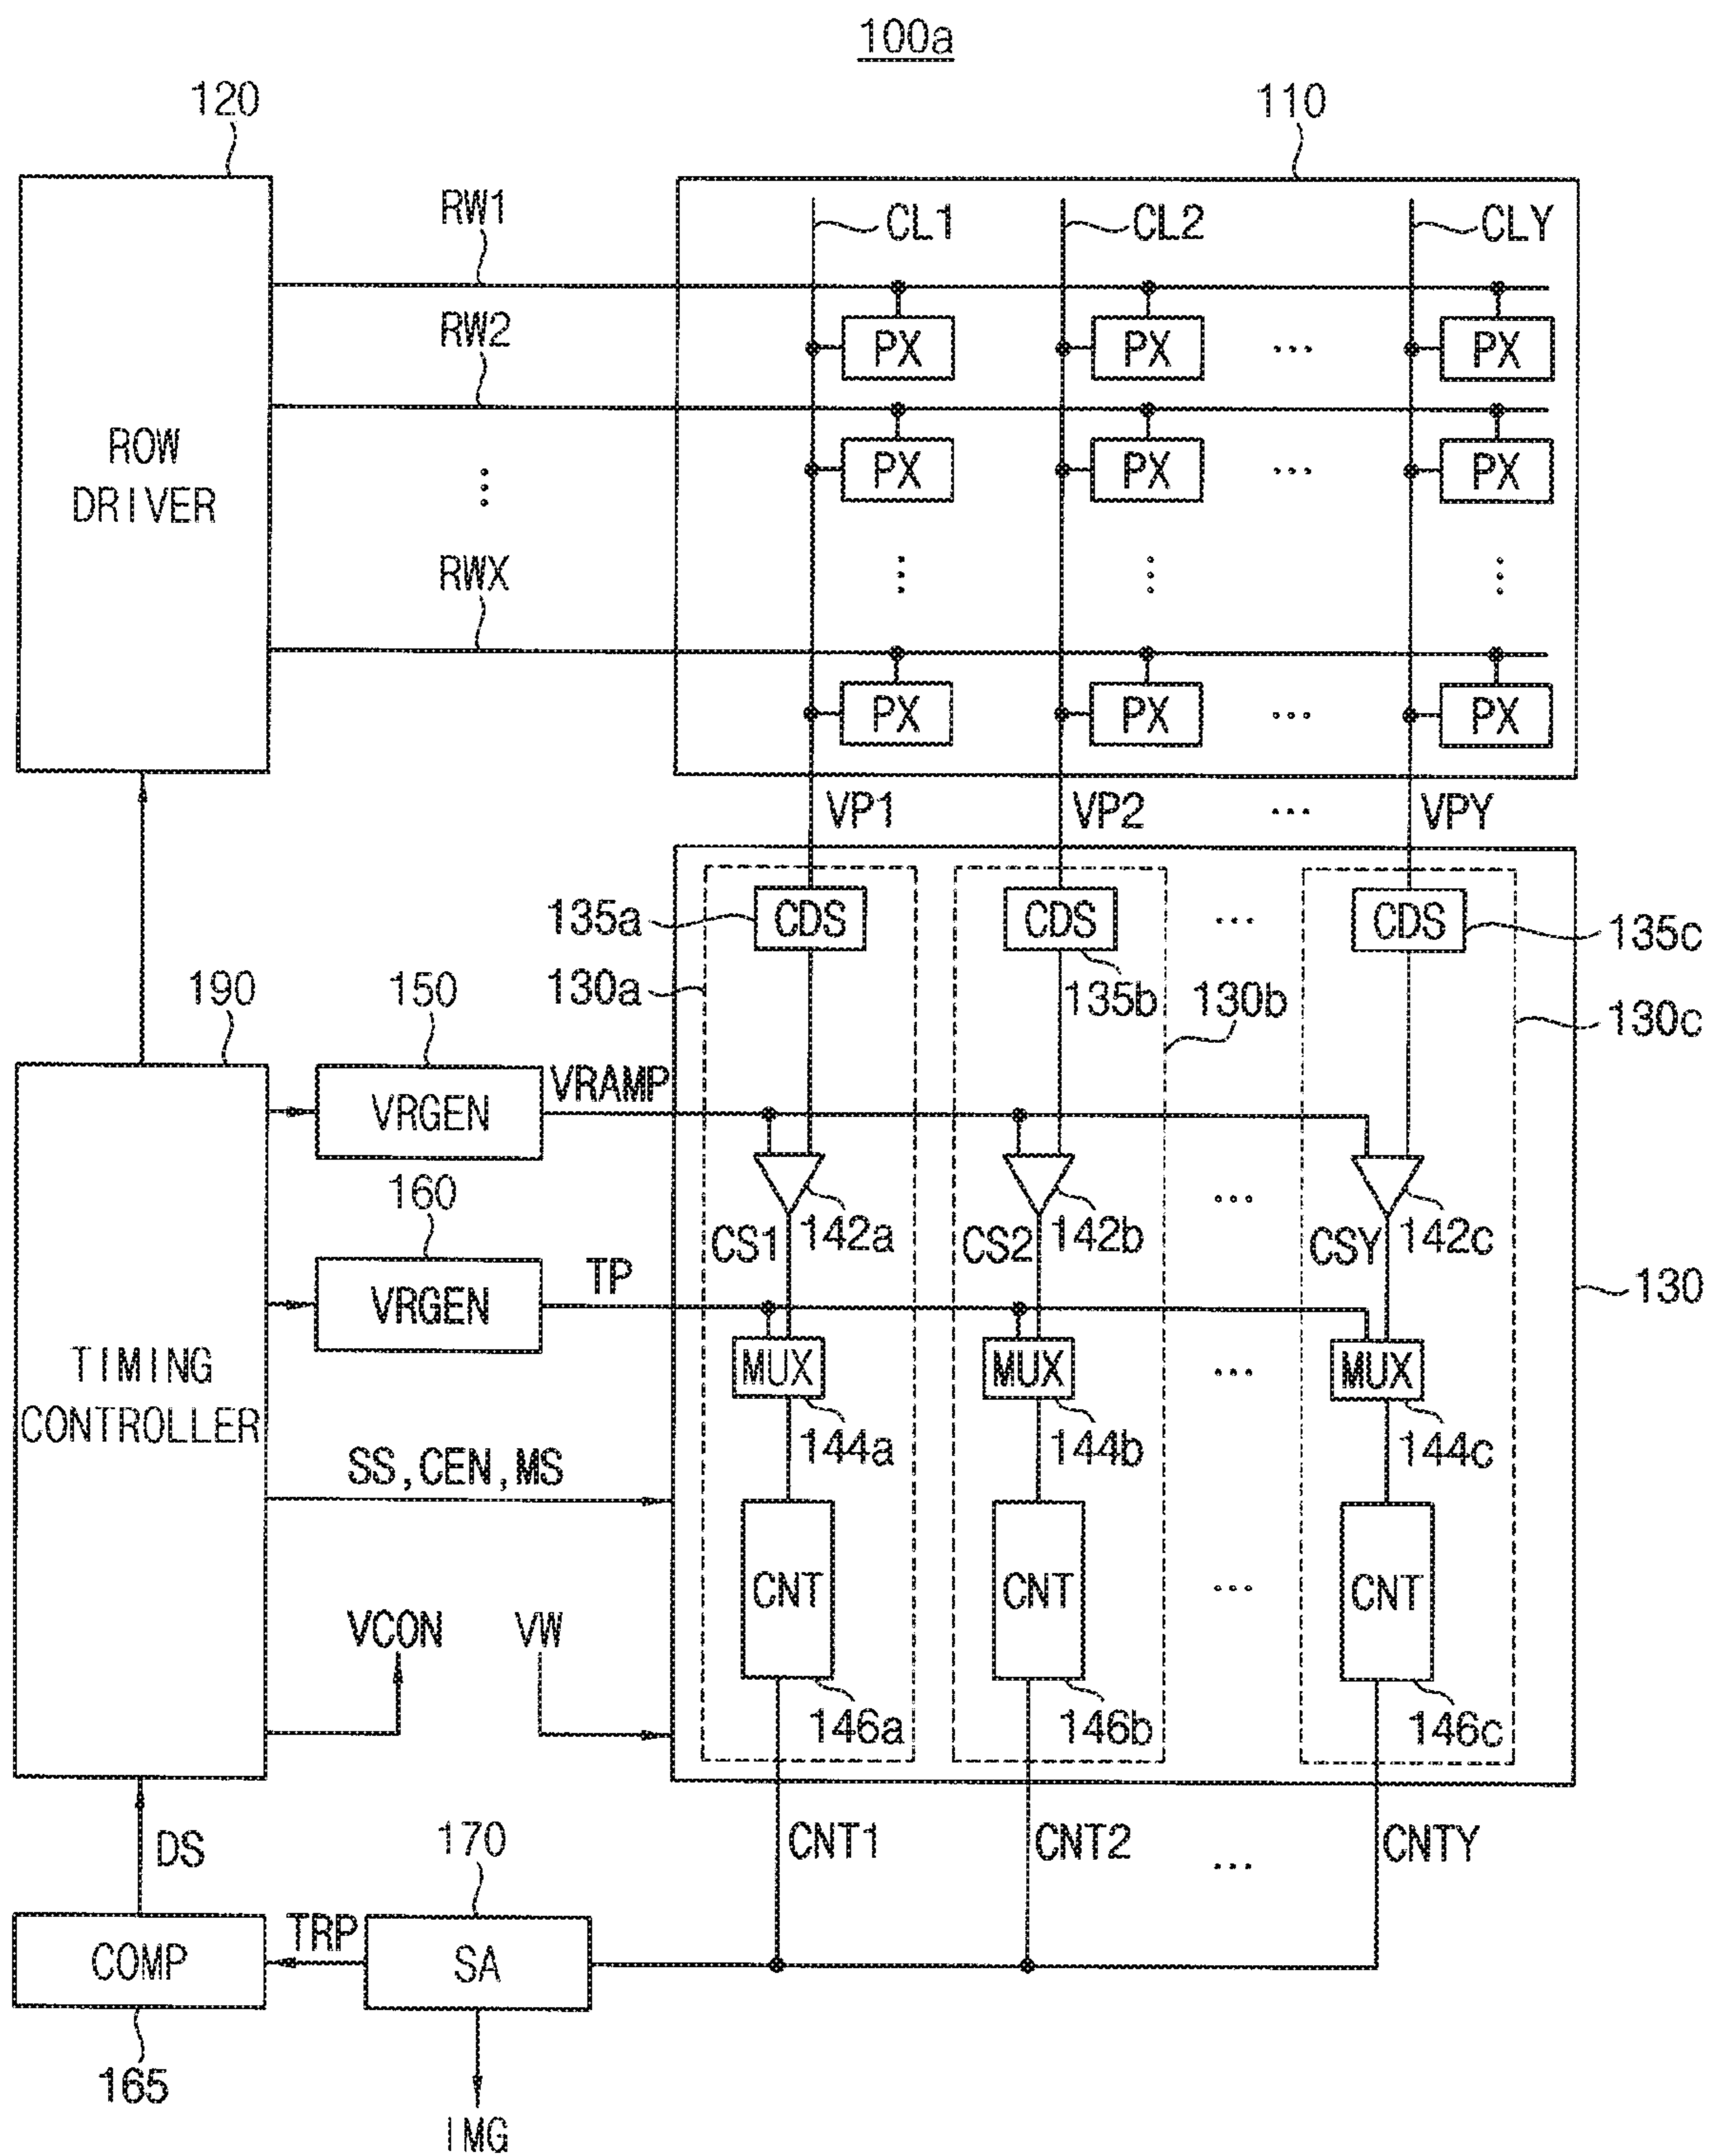 100a
120
110
RW1
CL1
CL2
CLY
RW2
PX
PX
...
PX
ROW
DRIVER
PX
PX
...
PX
RWX
PX
PX
...
PX
VP1
VP2
...
VPY
135a
CDS
CDS
...
CDS
135c
190
150
130a
135b
130b
130c
VRGEN
VRAMP
160
142a
142b
...
142c
CS1
CS2
CSY
VRGEN
TP
130
TIMING
CONTROLLER
MUX
MUX
...
MUX
144a
144b
144c
SS,CEN,MS
CNT
CNT
...
CNT
VCON
VW
146a
146b
146c
DS
170
CNT1
CNT2
...
CNTY
COMP
TRP
SA
165
IMG